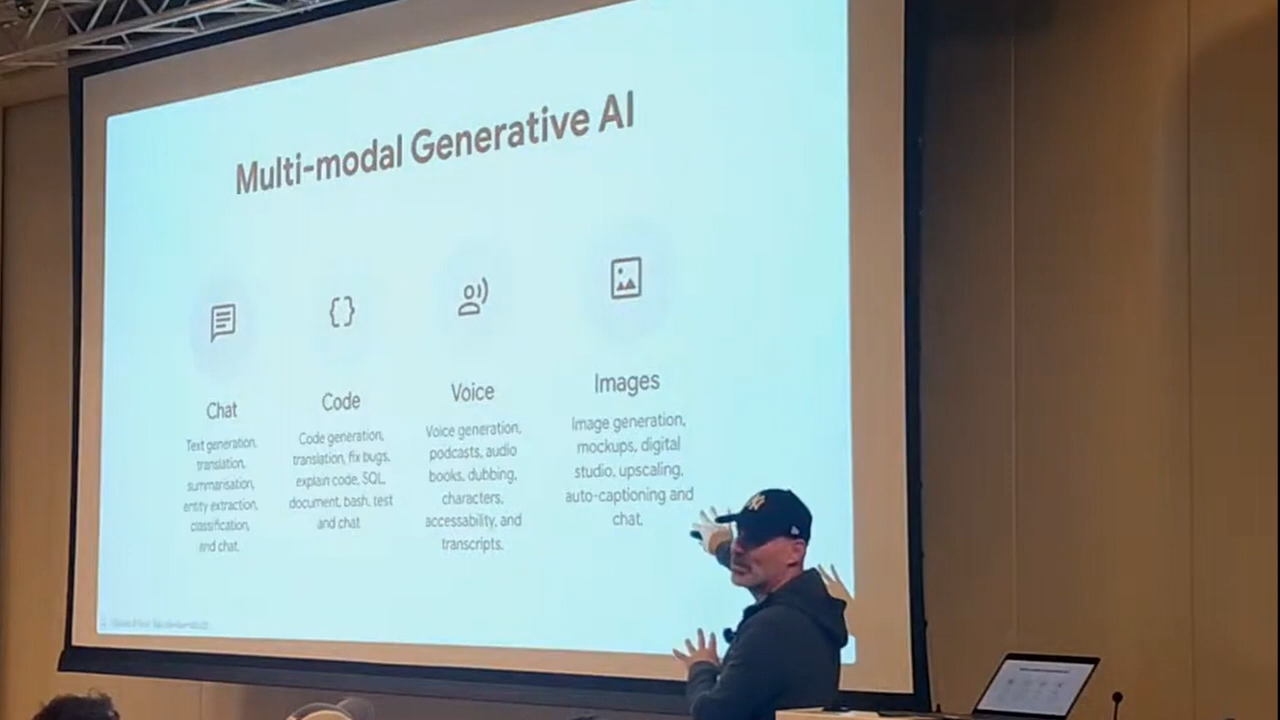 Multi-modal Generative AI
Chat
Text generation,
translation,
summarisation,
entity extraction,
classification,
and chat.
Code
Code generation,
translation, fix bugs,
explain code, SQL,
document, bash, test
and chat
Voice
Voice generation,
podcasts, audio
books, dubbing,
characters,
accessability, and
transcripts.
Images
Image generation,
mockups, digital
studio, upscaling,
auto-captioning and
chat.
NY